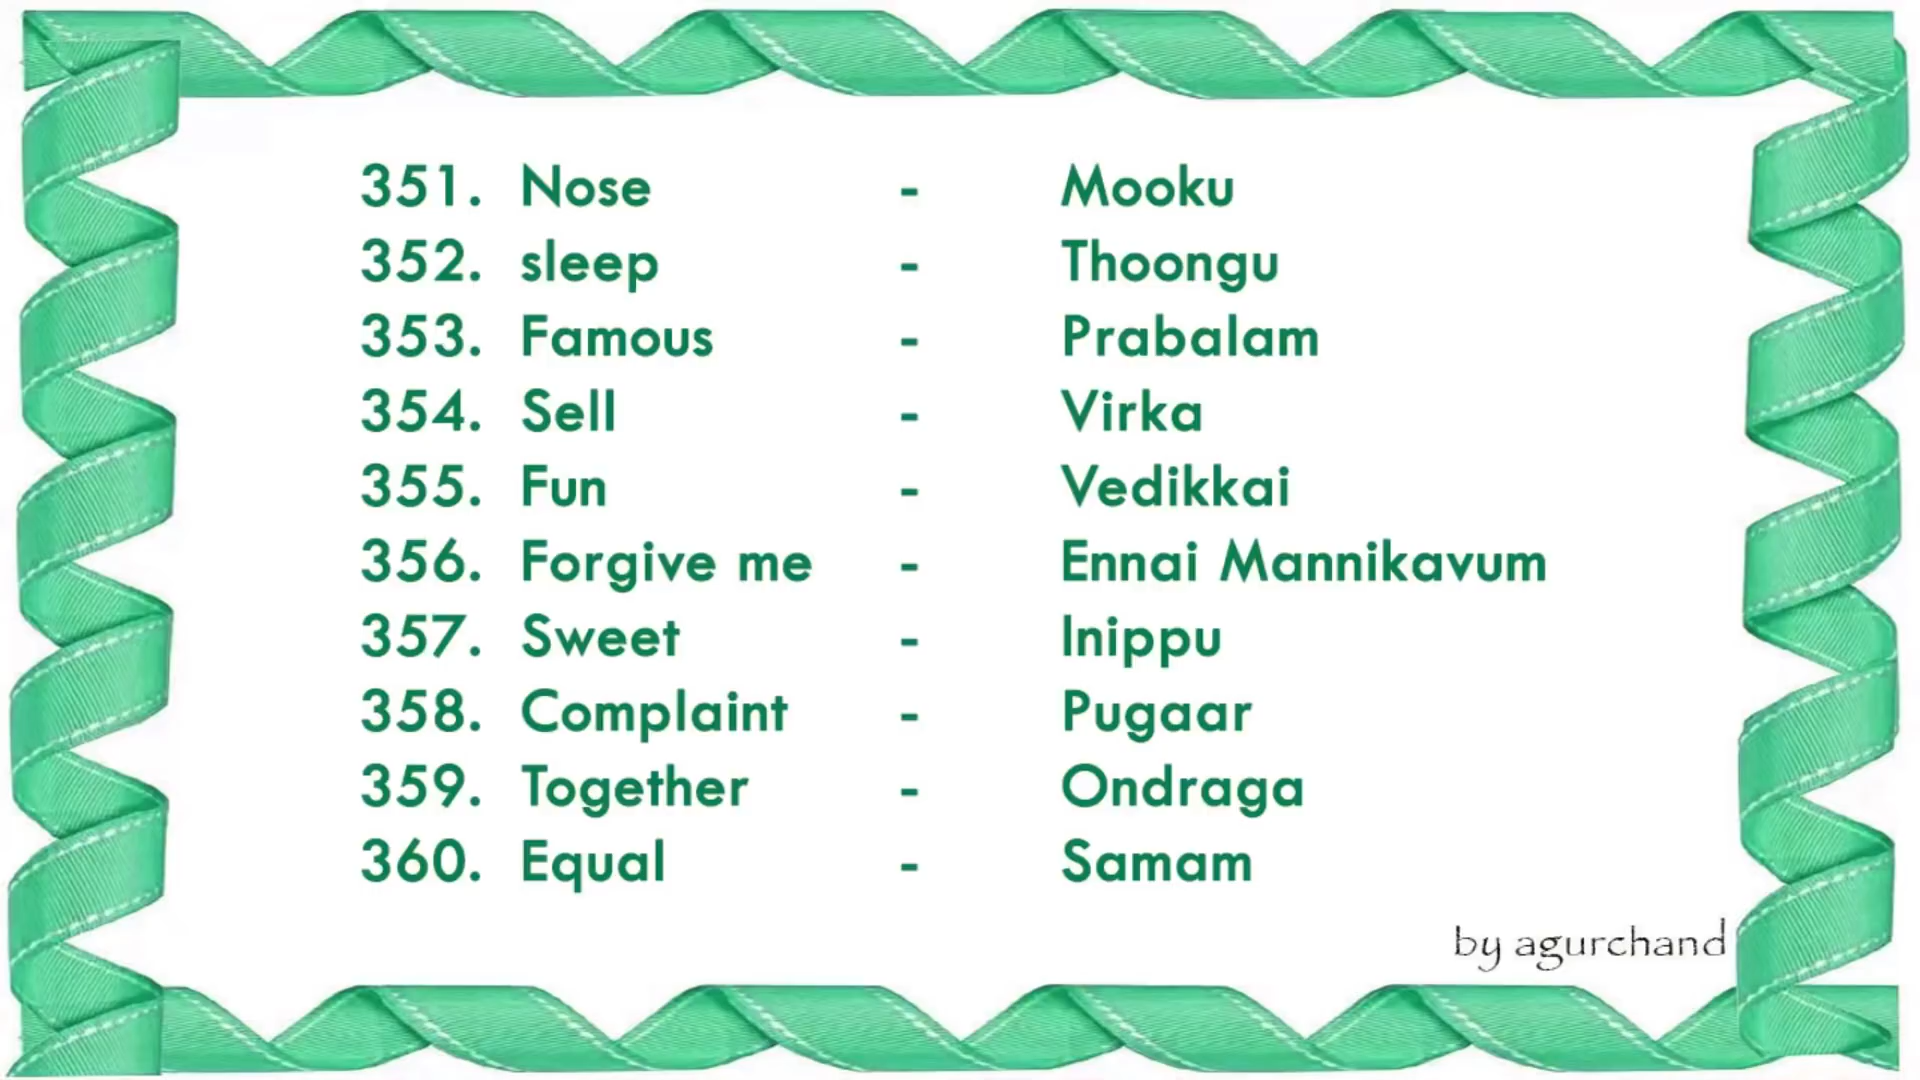 351. Nose - Mooku
352. sleep - Thoongu
353. Famous - Prabalam
354. Sell - Virka
355. Fun - Vedikkai
356. Forgive me - Ennai Mannikavum
357. Sweet - Inippu
358. Complaint - Pugaar
359. Together - Ondraga
360. Equal - Samam
by agurchand